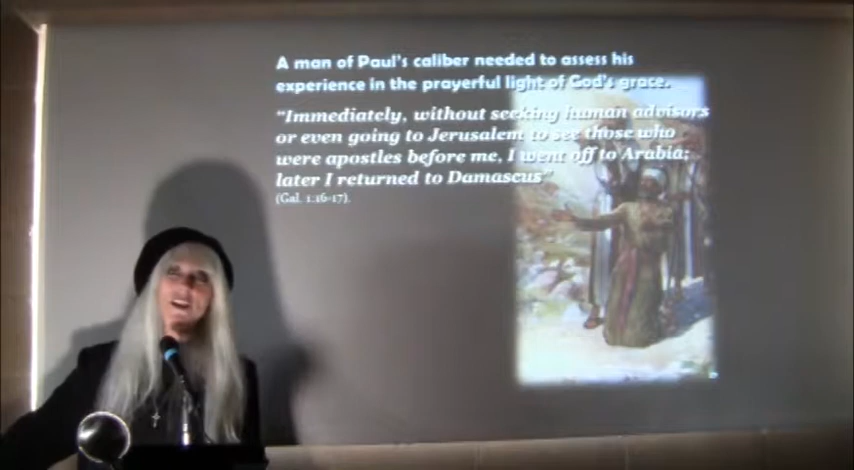 A man of Paul's caliber needed to assess his
experience in the prayerful light of God's grace.
"Immediately, without seeking human advisors
or even going to Jerusalem to see those who
were apostles before me, I went off to Arabia;
later I returned to Damascus"
(Gal. 1:16-17).